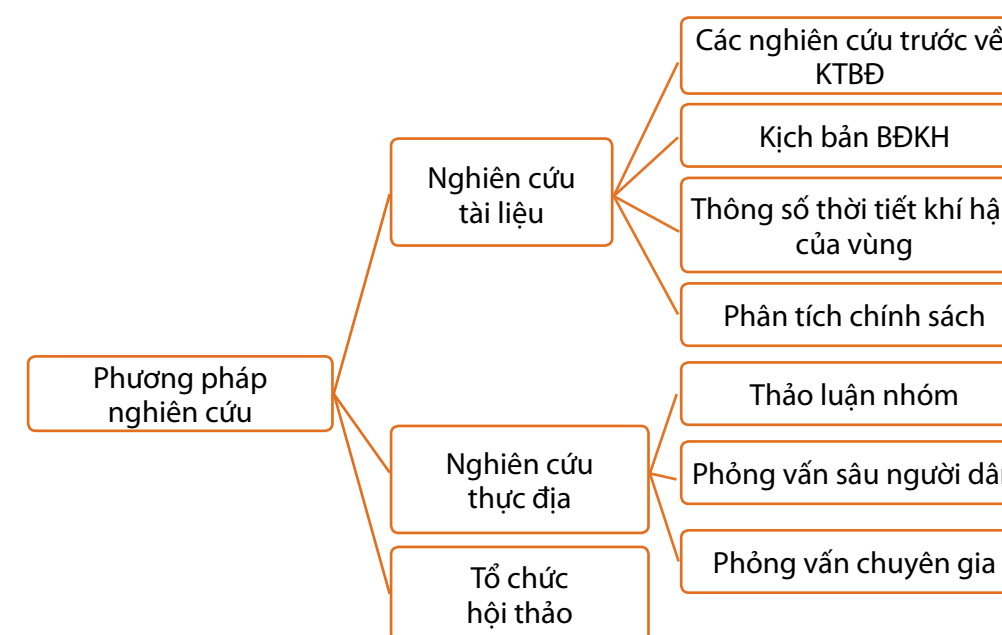 Các nghiên cứu trước về
KTBĐ
Kịch bản BĐKH
Nghiên cứu
tài liệu
Thông số thời tiết khí hậ
của vùng
Phân tích chính sách
Phương pháp
nghiên cứu
Thảo luận nhóm
Nghiên cứu
thực địa
Phỏng vấn sâu người dân
Phỏng vấn chuyên gia
Tổ chức
hội thảo